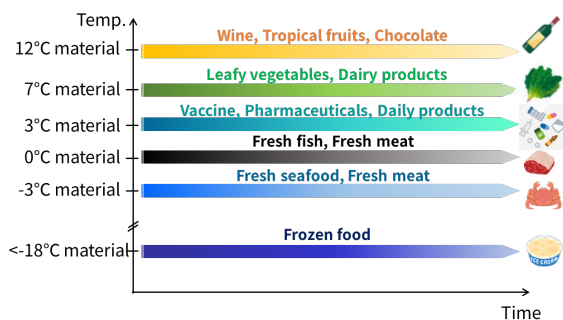 Temp.
Wine, Tropical fruits, Chocolate
12°C material
Leafy vegetables, Dairy products
7°C material
Vaccine, Pharmaceuticals, Daily products
3°C material
Fresh fish, Fresh meat
0°C material
Fresh seafood, Fresh meat
-3°C material
Frozen food
<-18°C material
ICE CREAM
Time